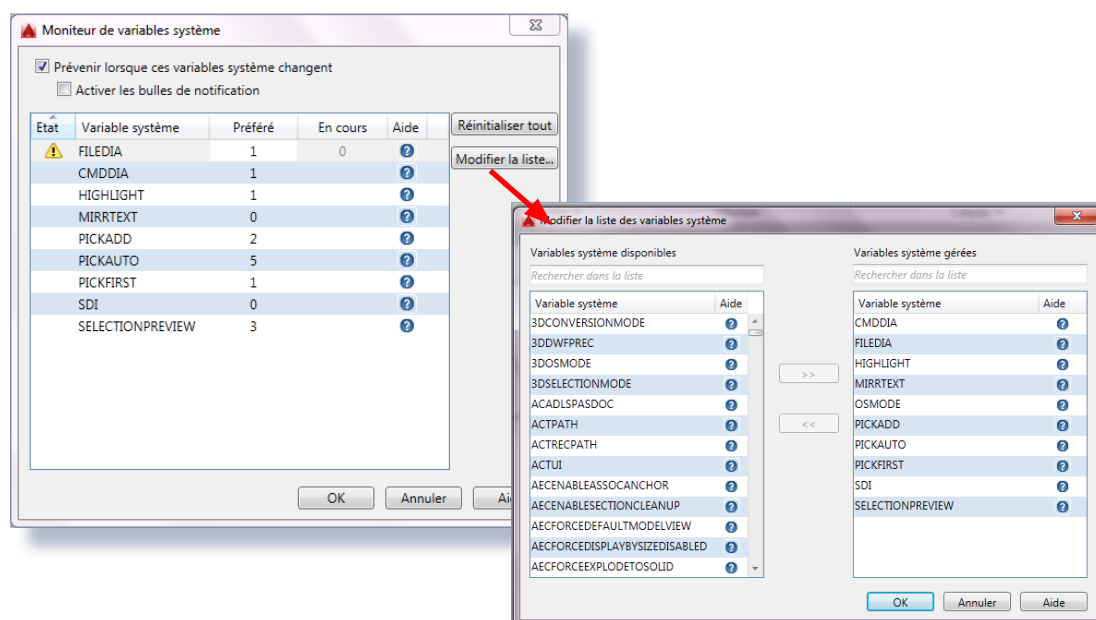 Moniteur de variables système
Prévenir lorsque ces variables système changent
Activer les bulles de notification
Etat Variable système Préféré En cours Aide
FILEDIA 1 0
CMDDIA 1
HIGHLIGHT 1
MIRRTEXT 0
PICKADD 2
PICKAUTO 5
PICKFIRST 1
SDI 0
SELECTIONPREVIEW 3
Réinitialiser tout
Modifier la liste...
OK Annuler
Modifier la liste des variables système
Variables système disponibles
Rechercher dans la liste
Variable système Aide
3DCONVERSIONMODE
3DDWFPREC
3DOSMODE
3DSELECTIONMODE
ACADLSPASDOC
ACTPATH
ACTRECPATH
ACTUI
AECENABLEASSOCANCHOR
AECENABLESECTIONCLEANUP
AECFORCEDEFAULTMODELVIEW
AECFORCEDISPLAYBYSIZEDISABLED
AECFORCEEXPLODETOSOLID
>>
<<
Variables système gérées
Rechercher dans la liste
Variable système Aide
CMDDIA
FILEDIA
HIGHLIGHT
MIRRTEXT
OSMODE
PICKADD
PICKAUTO
PICKFIRST
SDI
SELECTIONPREVIEW
OK Annuler Aide